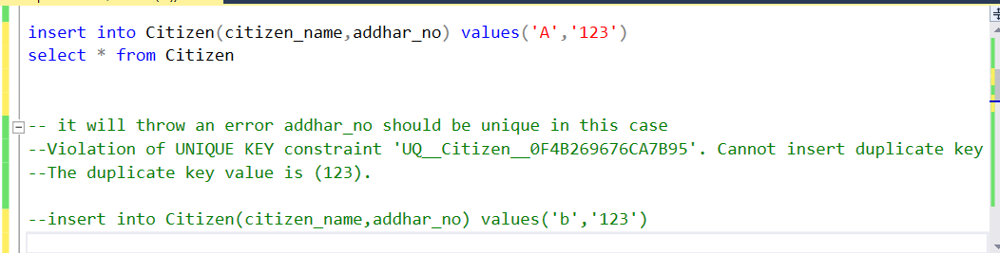 insert into Citizen(citizen_name,addhar_no) values('A','123')
select * from Citizen
-- it will throw an error addhar_no should be unique in this case
--Violation of UNIQUE KEY constraint 'UQ__Citizen__0F4B269676CA7B95'. Cannot insert duplicate key
--The duplicate key value is (123).
--insert into Citizen(citizen_name,addhar_no) values('b','123')